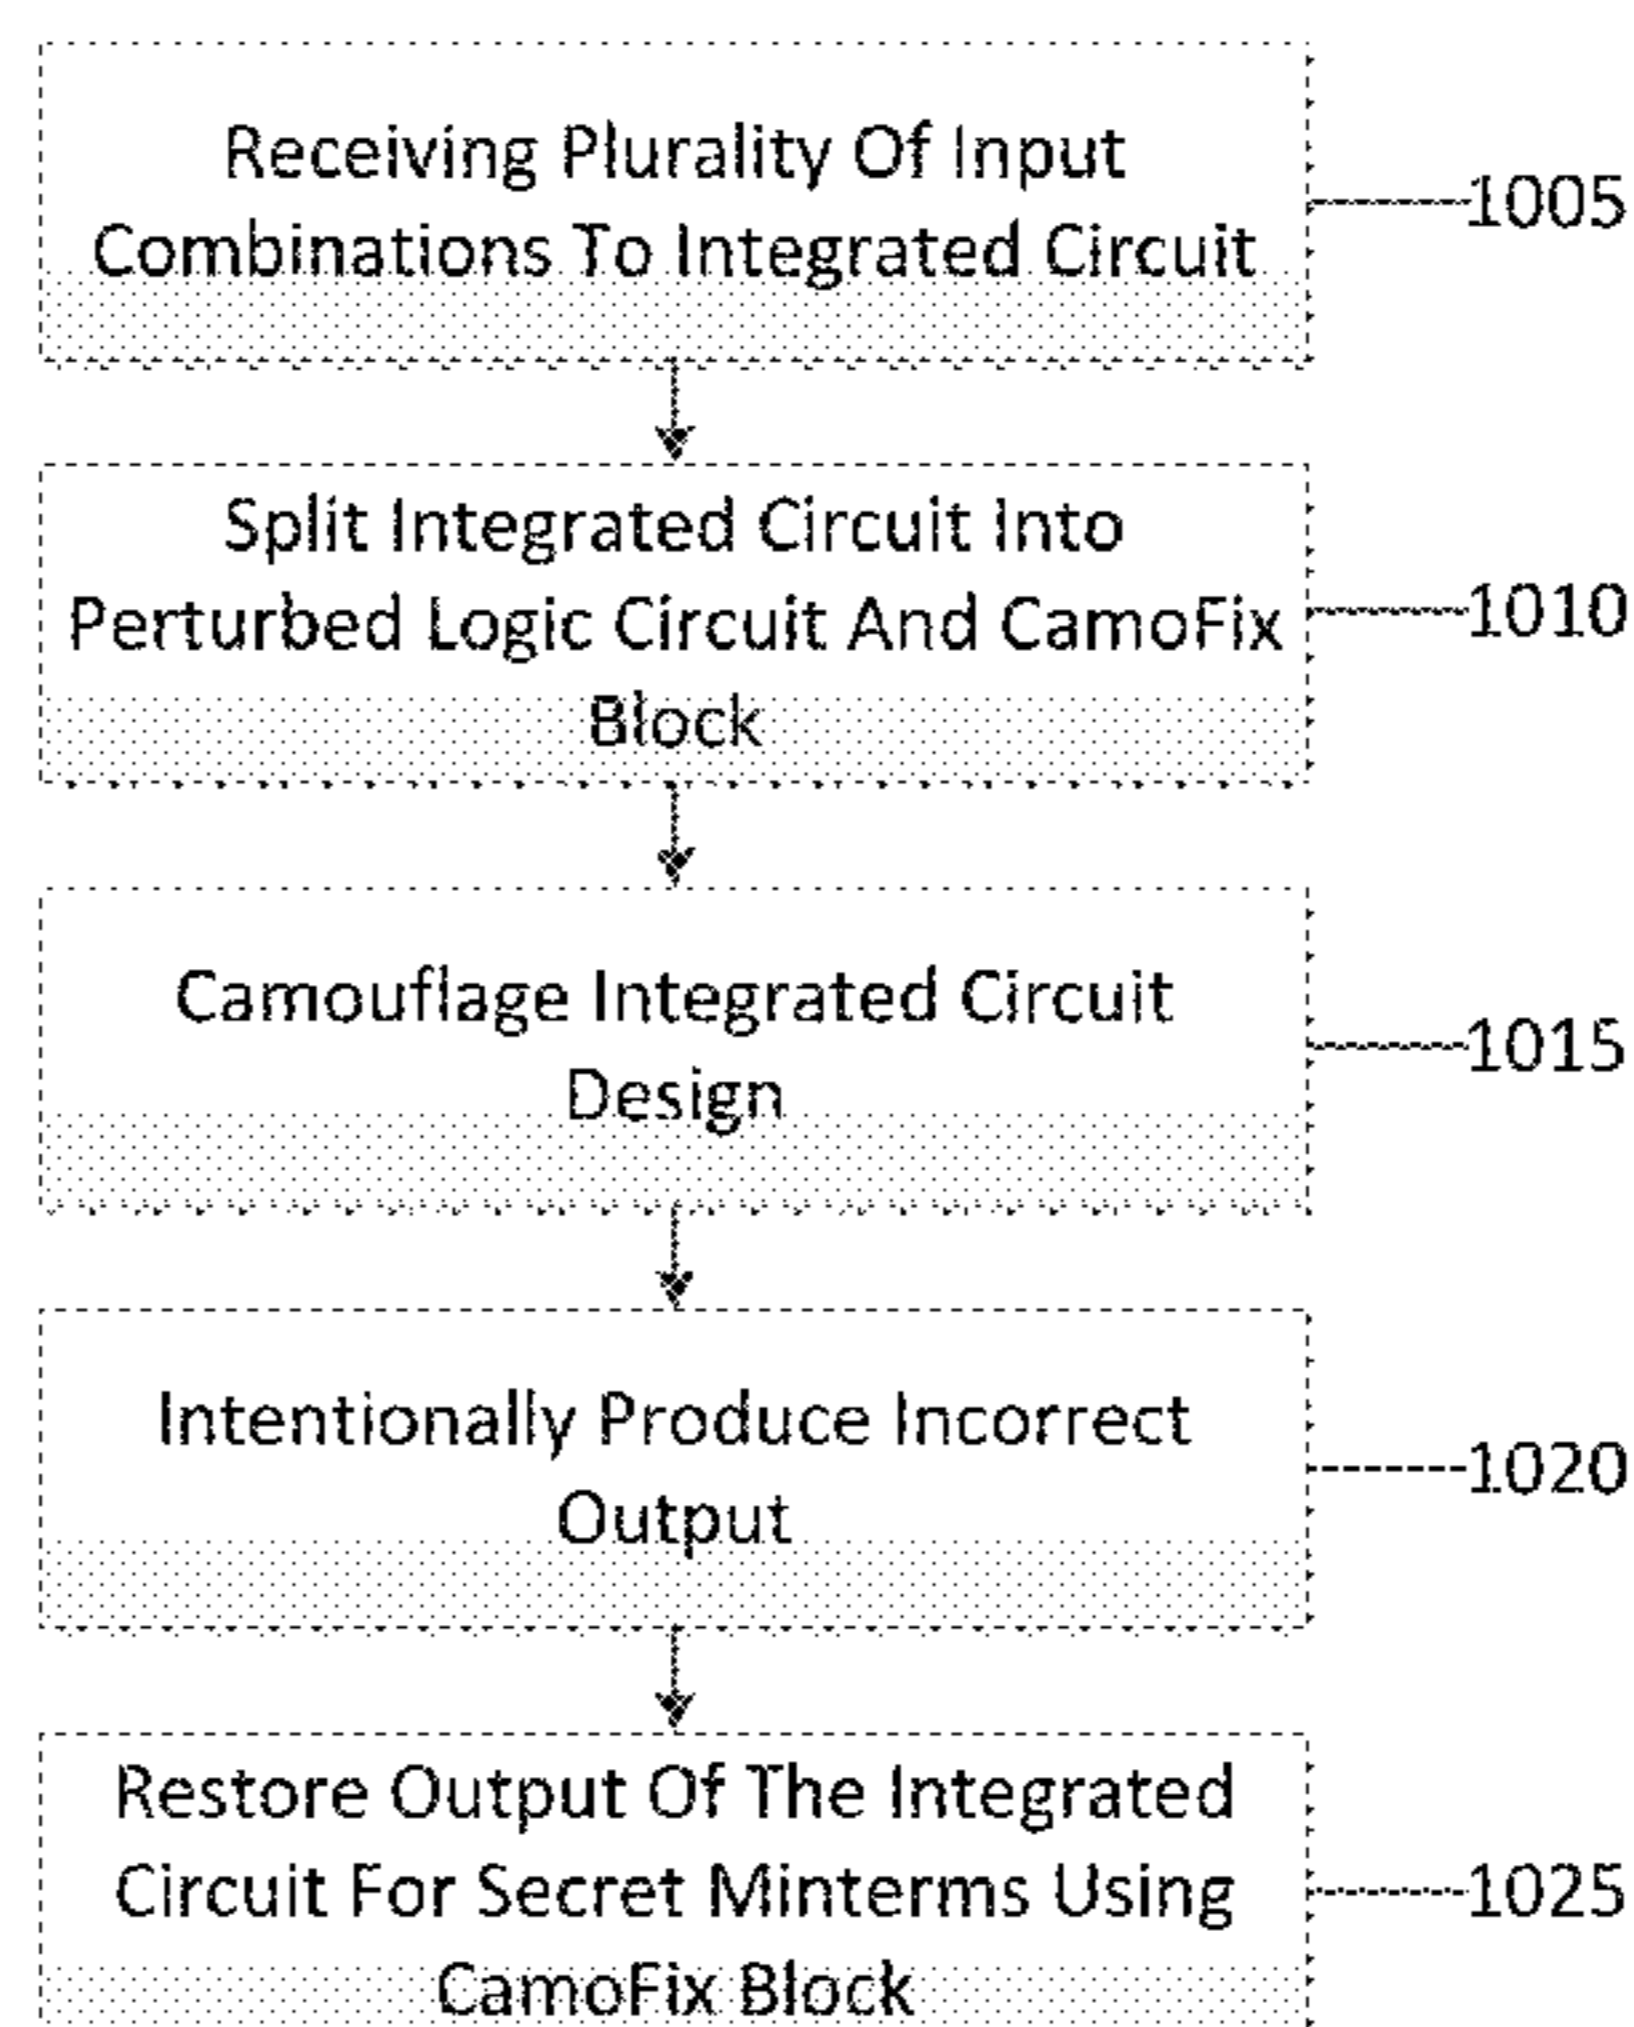 Receiving Plurality Of Input
Combinations To Integrated Circuit
1005
Split Integrated Circuit Into
Perturbed Logic Circuit And CamoFix
Block
1010
Camouflage Integrated Circuit
Design
1015
Intentionally Produce Incorrect
Output
1020
Restore Output Of The Integrated
Circuit For Secret Minterms Using
CamoFix Block
1025